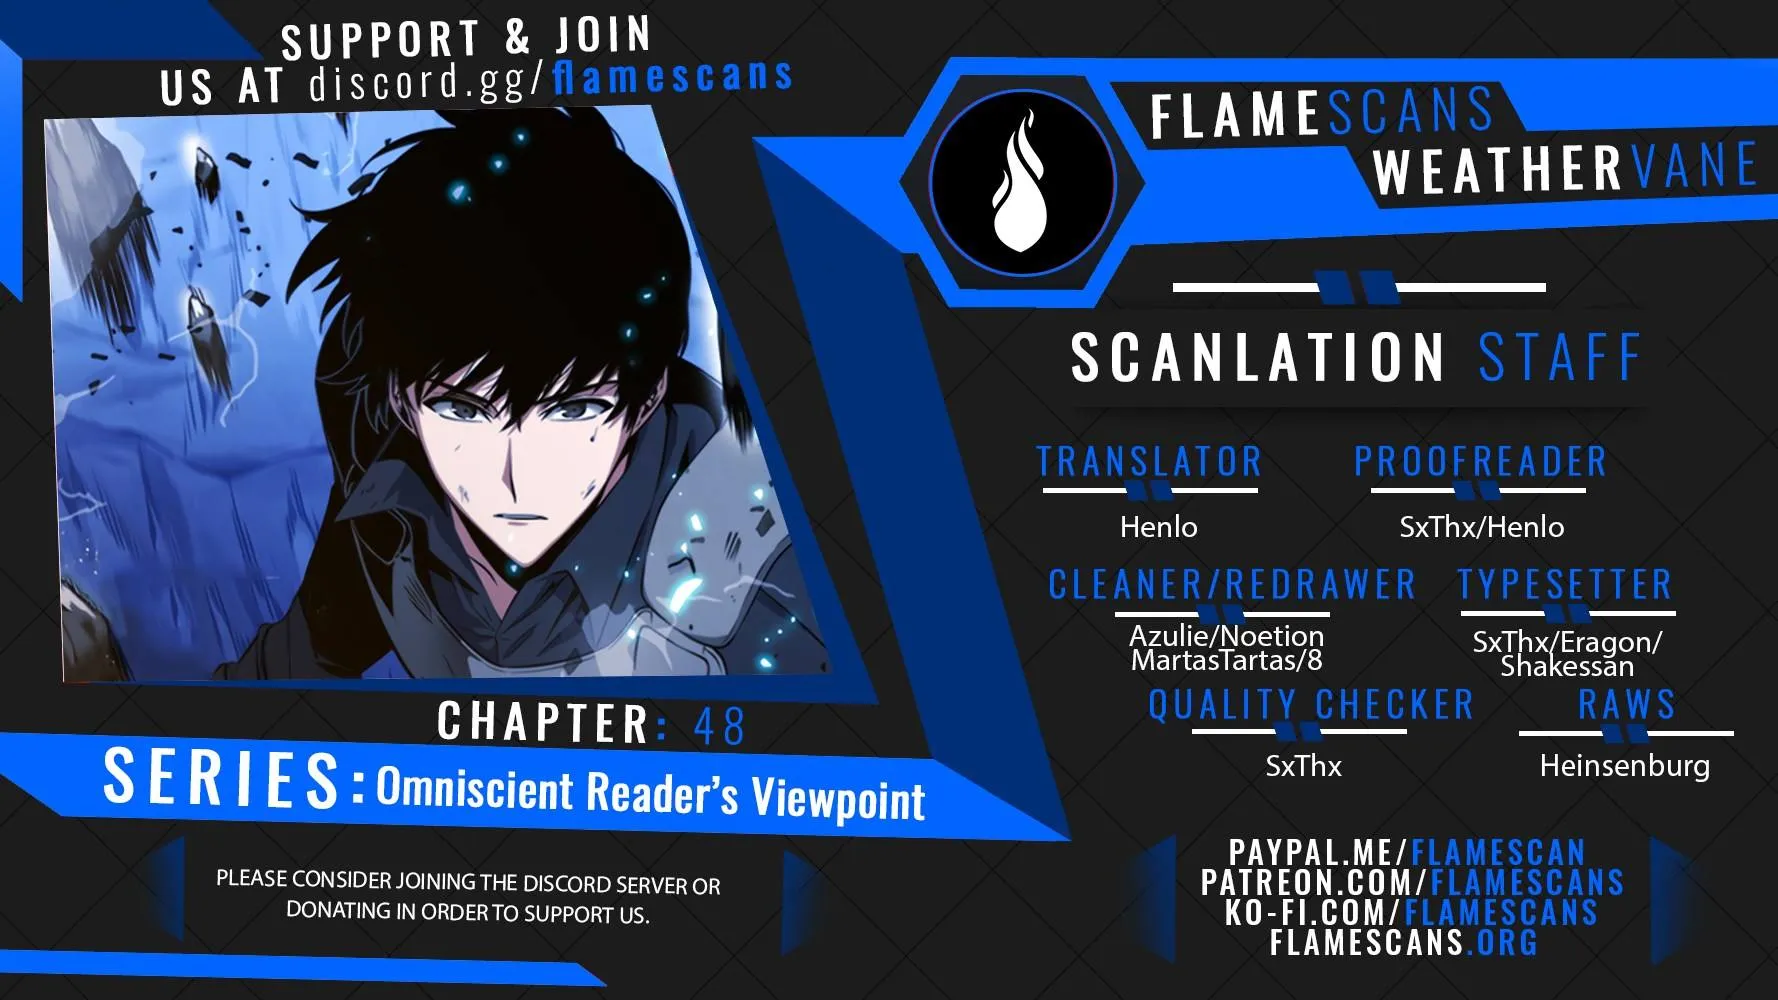 SUPPORT & JOIN
US AT discord.gg/flamescans
FLAMESCANS
WEATHERVANE
SCANLATION STAFF
TRANSLATOR
Henlo
PROOFREADER
SxThx/Henlo
CLEANER/REDRAWER
Azulie/Noetion
MartasTartas/8
TYPESETTER
SxThx/Eragon/
Shakessan
QUALITY CHECKER
SxThx
RAWS
Heinsenburg
CHAPTER: 48
SERIES: Omniscient Reader's Viewpoint
PLEASE CONSIDER JOINING THE DISCORD SERVER OR
DONATING IN ORDER TO SUPPORT US.
PAYPAL.ME/FLAMESCAN
PATREON.COM/FLAMESCANS
KO-FI.COM/FLAMESCANS
FLAMESCANS.ORG